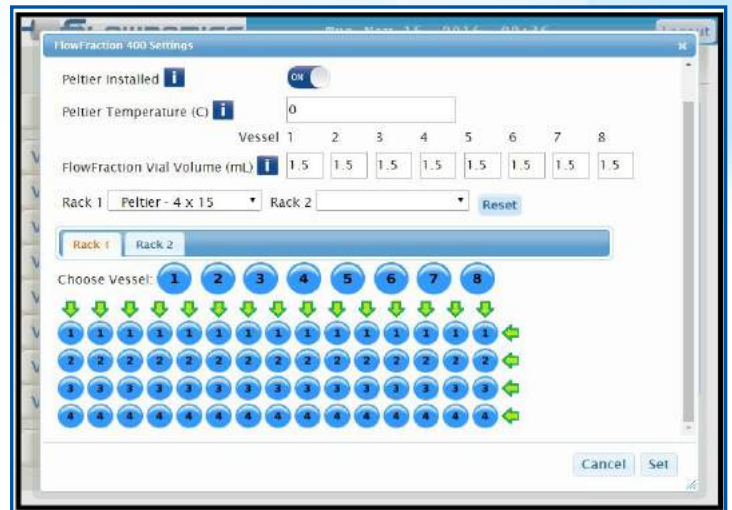 FlowFraction 400 Settings
Peltier Installed i ON
Peltier Temperature (C) i 0
Vessel 1 2 3 4 5 6 7 8
FlowFraction Vial Volume (mL) i 1.5 1.5 1.5 1.5 1.5 1.5 1.5 1.5
Rack 1 Peltier - 4 x 15 Rack 2 Reset
Rack 1 Rack 2
Choose Vessel: 1 2 3 4 5 6 7 8
1 1 1 1 1 1 1 1 1 1 1 1 1 1 1
2 2 2 2 2 2 2 2 2 2 2 2 2 2 2
3 3 3 3 3 3 3 3 3 3 3 3 3 3 3
4 4 4 4 4 4 4 4 4 4 4 4 4 4 4
Cancel Set